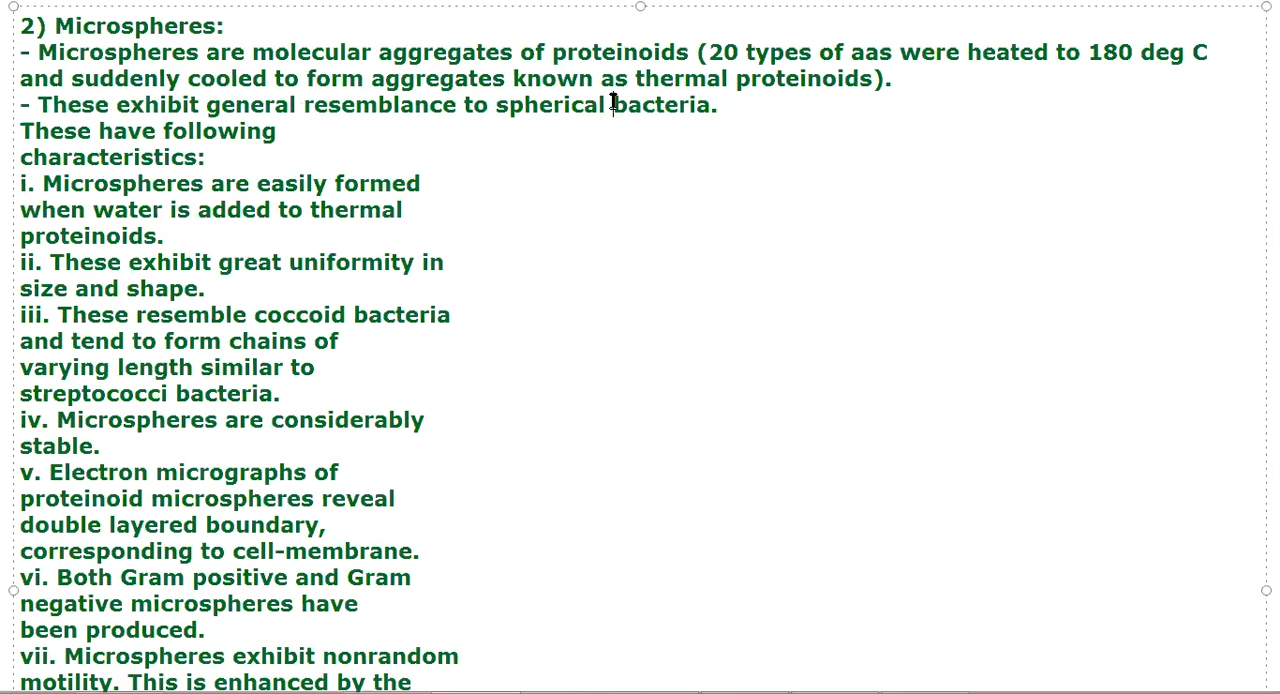 2) Microspheres:
- Microspheres are molecular aggregates of proteinoids (20 types of aas were heated to 180 deg C
and suddenly cooled to form aggregates known as thermal proteinoids).
- These exhibit general resemblance to spherical bacteria.
These have following
characteristics:
i. Microspheres are easily formed
when water is added to thermal
proteinoids.
ii. These exhibit great uniformity in
size and shape.
iii. These resemble coccoid bacteria
and tend to form chains of
varying length similar to
streptococci bacteria.
iv. Microspheres are considerably
stable.
v. Electron micrographs of
proteinoid microspheres reveal
double layered boundary,
corresponding to cell-membrane.
vi. Both Gram positive and Gram
negative microspheres have
been produced.
vii. Microspheres exhibit nonrandom
motility. This is enhanced by the